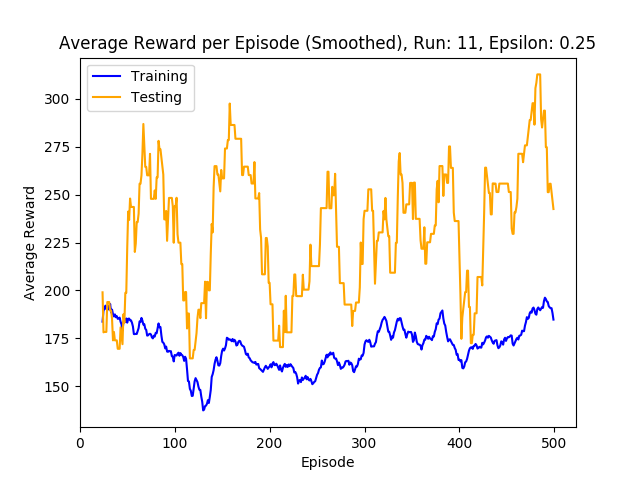 Average Reward per Episode (Smoothed), Run: 11, Epsilon: 0.25
Training
Testing
Average Reward
300
275
250
225
200
175
150
0 100 200 300 400 500
Episode